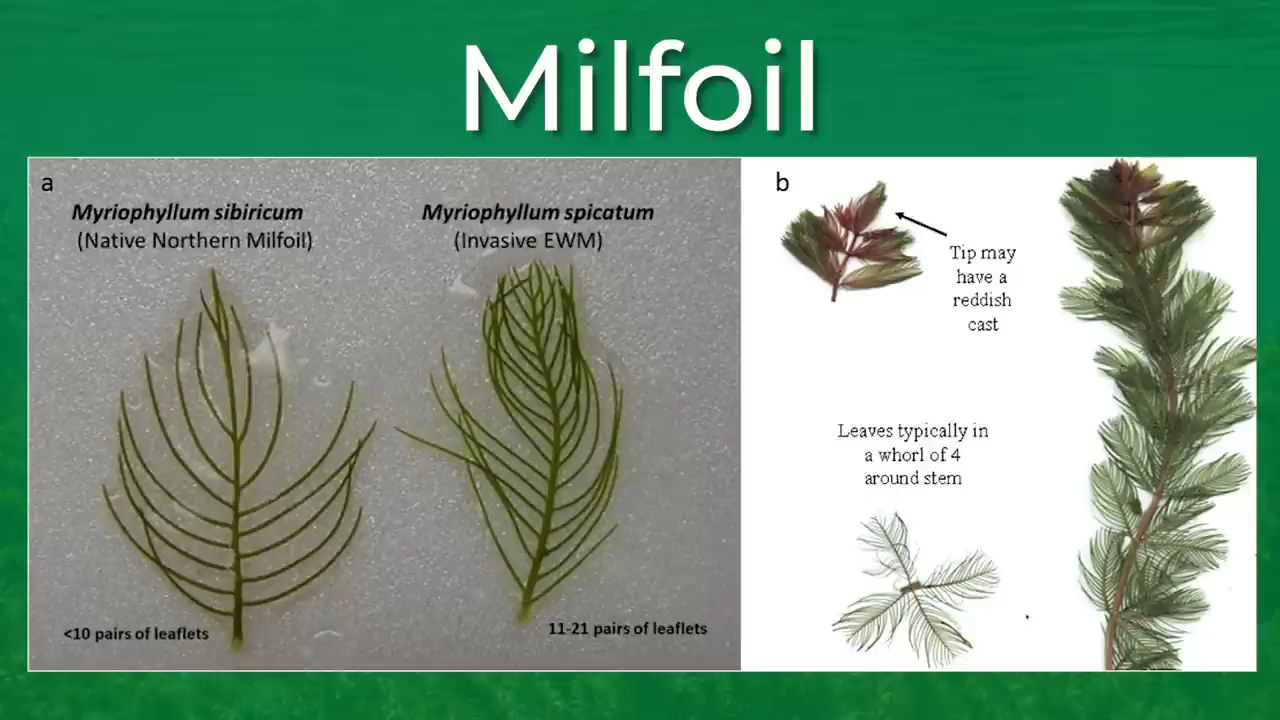 Milfoil
a
Myriophyllum sibiricum
(Native Northern Milfoil)
Myriophyllum spicatum
(Invasive EWM)
<10 pairs of leaflets
11-21 pairs of leaflets
b
Tip may
have a
reddish
cast
Leaves typically in
a whorl of 4
around stem